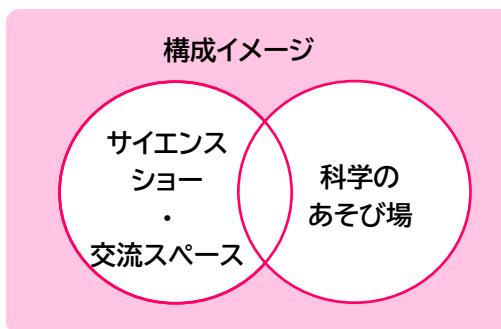 構成イメージ
サイエンス
ショー
・
交流スペース
科学の
あそび場